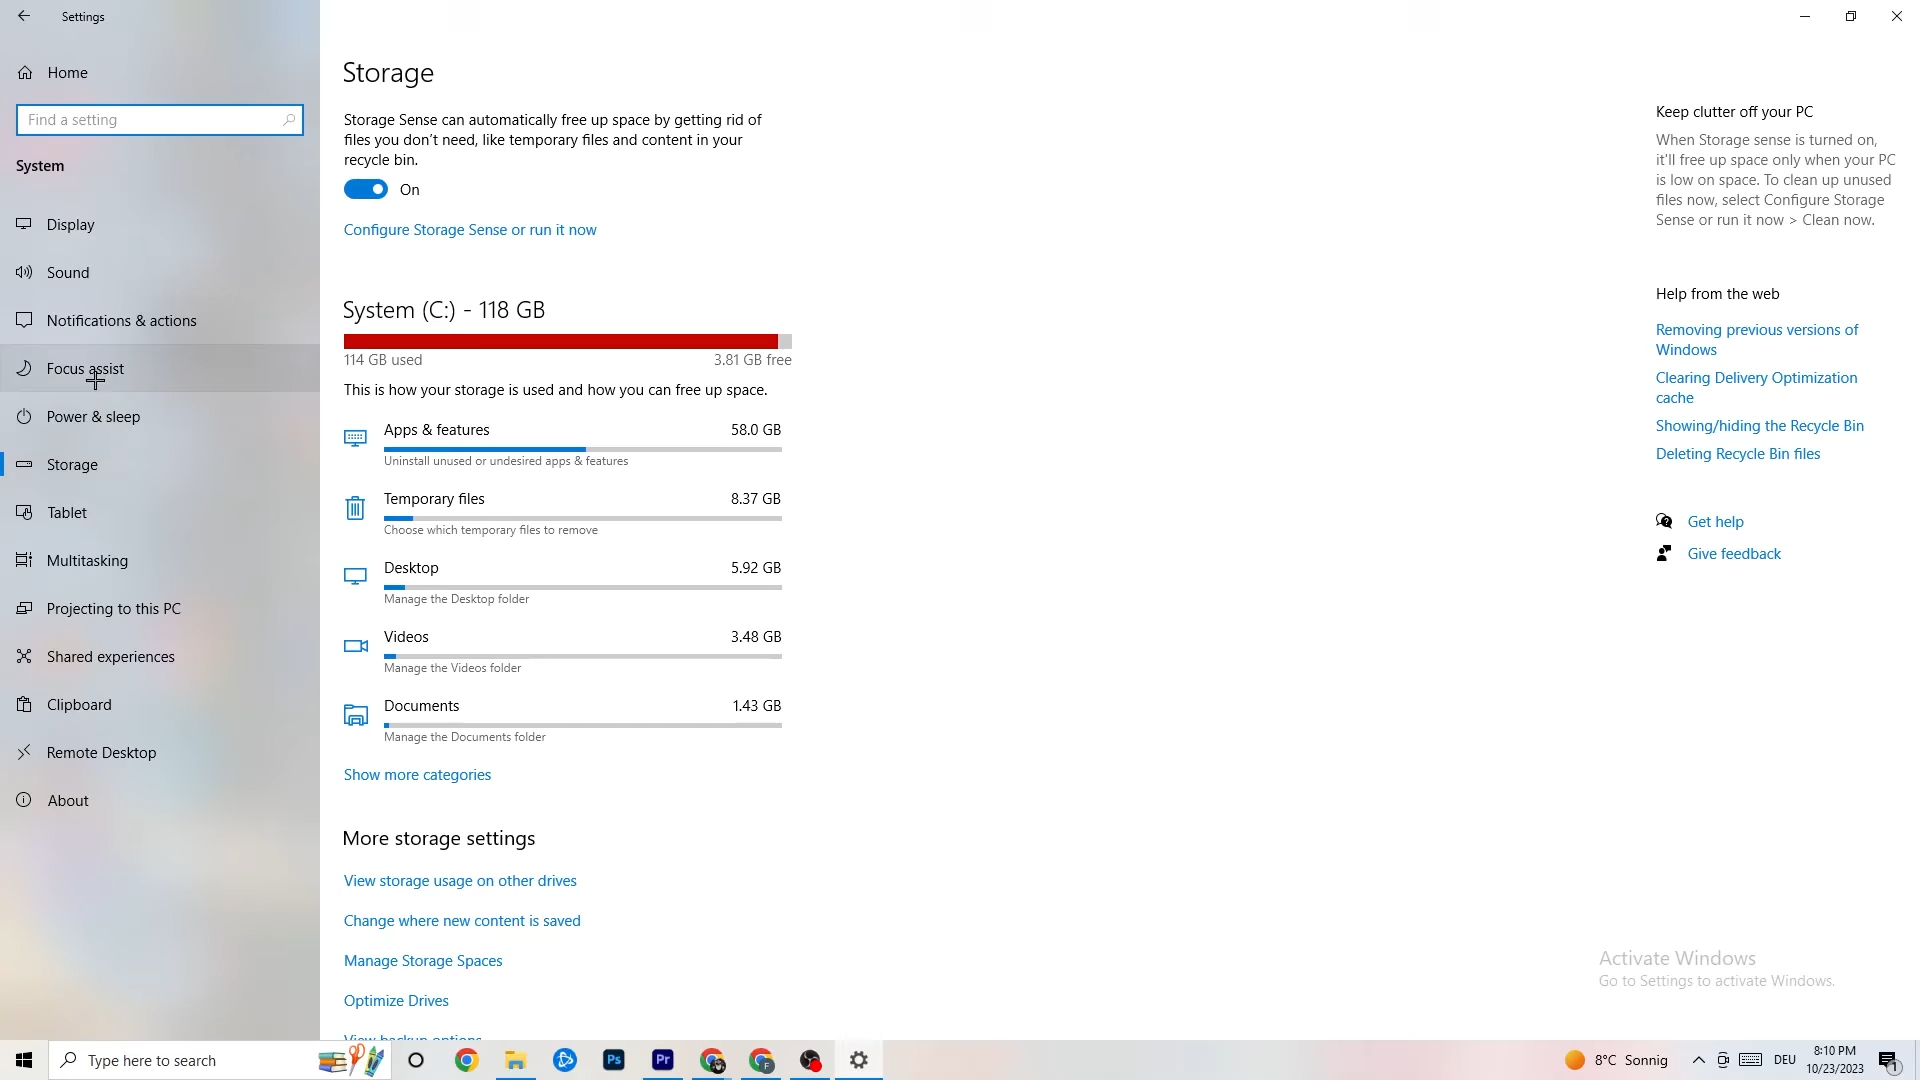 Settings
Home
Find a setting
System
Display
Sound
Notifications & actions
Focus assist
Power & sleep
Storage
Tablet
Multitasking
Projecting to this PC
Shared experiences
Clipboard
Remote Desktop
About
Storage
Storage Sense can automatically free up space by getting rid of
files you don't need, like temporary files and content in your
recycle bin.
On
Configure Storage Sense or run it now
System (C:) - 118 GB
114 GB used 3.81 GB free
This is how your storage is used and how you can free up space.
Apps & features 58.0 GB
Uninstall unused or undesired apps & features
Temporary files 8.37 GB
Choose which temporary files to remove
Desktop 5.92 GB
Manage the Desktop folder
Videos 3.48 GB
Manage the Videos folder
Documents 1.43 GB
Manage the Documents folder
Show more categories
More storage settings
View storage usage on other drives
Change where new content is saved
Manage Storage Spaces
Optimize Drives
View backup options
Keep clutter off your PC
When Storage sense is turned on,
it'll free up space only when your PC
is low on space. To clean up unused
files now, select Configure Storage
Sense or run it now > Clean now.
Help from the web
Removing previous versions of
Windows
Clearing Delivery Optimization
cache
Showing/hiding the Recycle Bin
Deleting Recycle Bin files
Get help
Give feedback
Activate Windows
Go to Settings to activate Windows.
Type here to search
Ps
Pr
F
8°C Sonnig
DEU
8:10 PM
10/23/2023
1